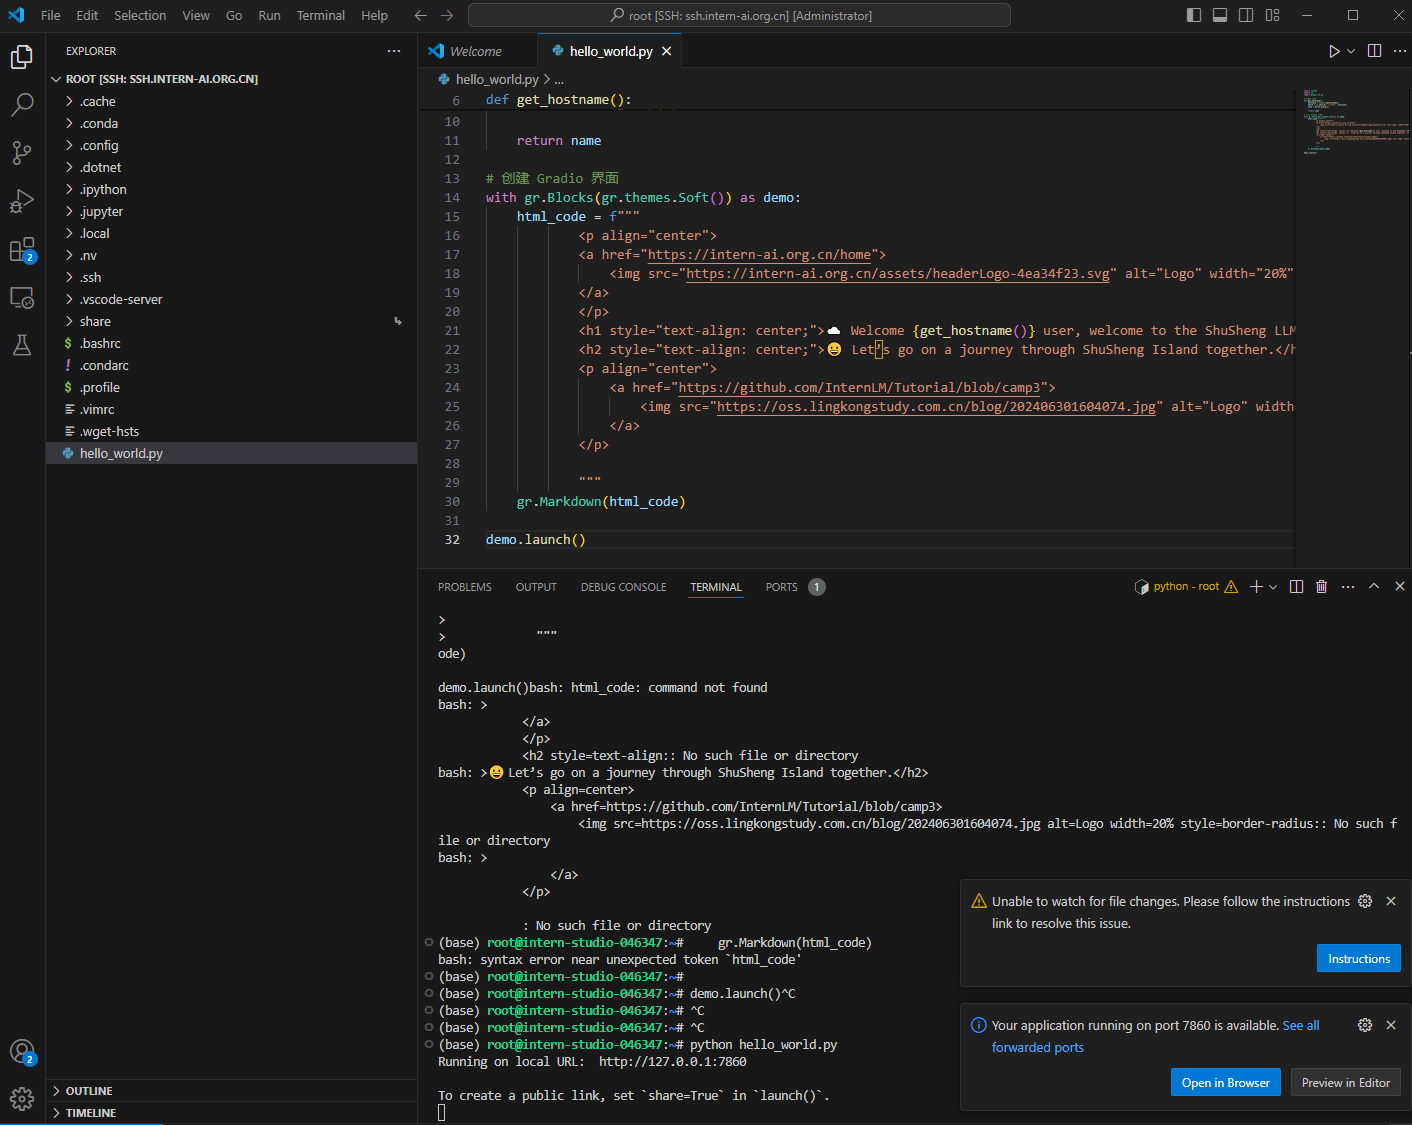 File Edit Selection View Go Run Terminal Help root [SSH: ssh.intern-ai.org.cn] [Administrator]
EXPLORER
ROOT [SSH: SSH.INTERN-AI.ORG.CN]
.cache
.conda
.config
.dotnet
.ipython
.jupyter
.local
.nv
.ssh
.vscode-server
share
$ .bashrc
! .condarc
$ .profile
.vimrc
.wget-hsts
hello_world.py
OUTLINE
TIMELINE
2
2
Welcome hello_world.py
hello_world.py > ...
6 def get_hostname():
10
11 return name
12
13 # 创建 Gradio 界面
14 with gr.Blocks(gr.themes.Soft()) as demo:
15 html_code = f"""
16 <p align="center">
17 <a href="https://intern-ai.org.cn/home">
18 <img src="https://intern-ai.org.cn/assets/headerLogo-4ea34f23.svg" alt="Logo" width="20%"
19 </a>
20 </p>
21 <h1 style="text-align: center;">☁️ Welcome {get_hostname()} user, welcome to the ShuSheng LLM
22 <h2 style="text-align: center;">😀 Let’s go on a journey through ShuSheng Island together.</h
23 <p align="center">
24 <a href="https://github.com/InternLM/Tutorial/blob/camp3">
25 <img src="https://oss.lingkongstudy.com.cn/blog/202406301604074.jpg" alt="Logo" width=
26 </a>
27 </p>
28
29 """
30 gr.Markdown(html_code)
31
32 demo.launch()
PROBLEMS OUTPUT DEBUG CONSOLE TERMINAL PORTS 1 python - root
>
> """
ode)
demo.launch()bash: html_code: command not found
bash: >
</a>
</p>
<h2 style=text-align:: No such file or directory
bash: >😀 Let’s go on a journey through ShuSheng Island together.</h2>
<p align=center>
<a href=https://github.com/InternLM/Tutorial/blob/camp3>
<img src=https://oss.lingkongstudy.com.cn/blog/202406301604074.jpg alt=Logo width=20% style=border-radius:: No such f
ile or directory
bash: >
</a>
</p>
: No such file or directory
(base) root@intern-studio-046347:~# gr.Markdown(html_code)
bash: syntax error near unexpected token `html_code'
(base) root@intern-studio-046347:~#
(base) root@intern-studio-046347:~# demo.launch()^C
(base) root@intern-studio-046347:~# ^C
(base) root@intern-studio-046347:~# ^C
(base) root@intern-studio-046347:~# python hello_world.py
Running on local URL: http://127.0.0.1:7860
To create a public link, set `share=True` in `launch()`.
Unable to watch for file changes. Please follow the instructions
link to resolve this issue.
Instructions
Your application running on port 7860 is available. See all
forwarded ports
Open in Browser Preview in Editor